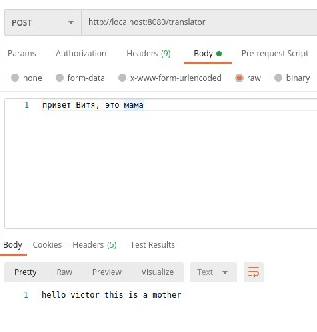 POST http://localhost:8080/translator
Params Authorization Headers (9) Body Pre-request Script
none form-data x-www-form-urlencoded raw binary
1 привет Витя, это мама
Body Cookies Headers (5) Test Results
Pretty Raw Preview Visualize Text
1 hello victor this is a mother